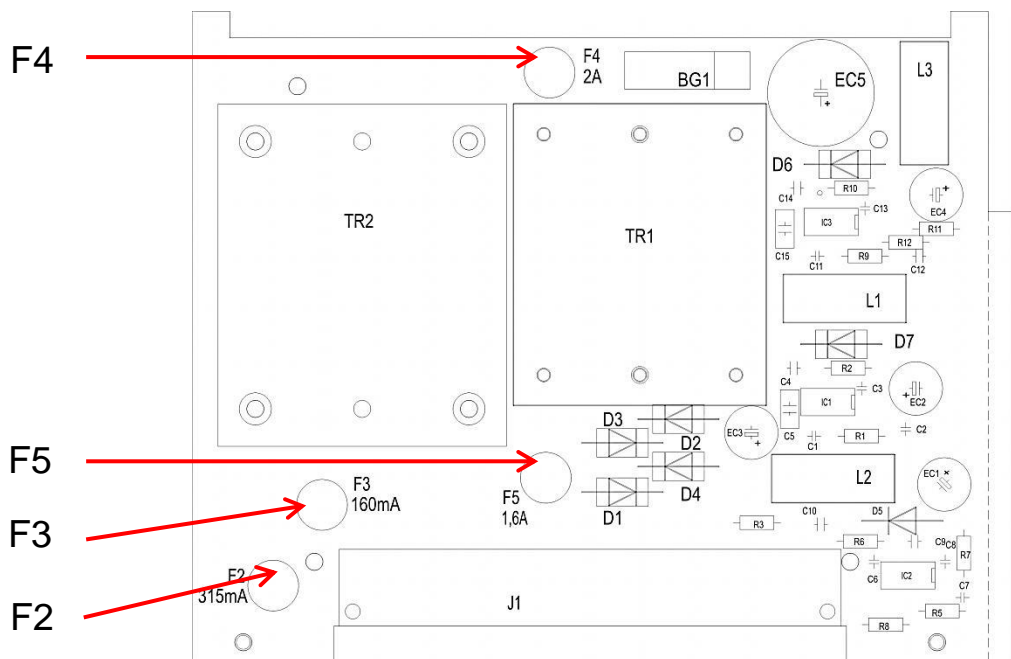 F4
F4
2A
BG1
EC5
L3
D6
C14
R10
EC4
C13
IC3
C15
R11
R12
C11
R9
C12
TR2
TR1
L1
D7
C4
R2
C3
IC1
EC2
C5
EC3
C1
R1
C2
D3
D2
D4
D1
F5
F5
1,6A
L2
EC1
F3
160mA
F3
C10
D5
R3
R6
C9
C8
R7
C6
IC2
C7
F2
315mA
F2
J1
R5
R8